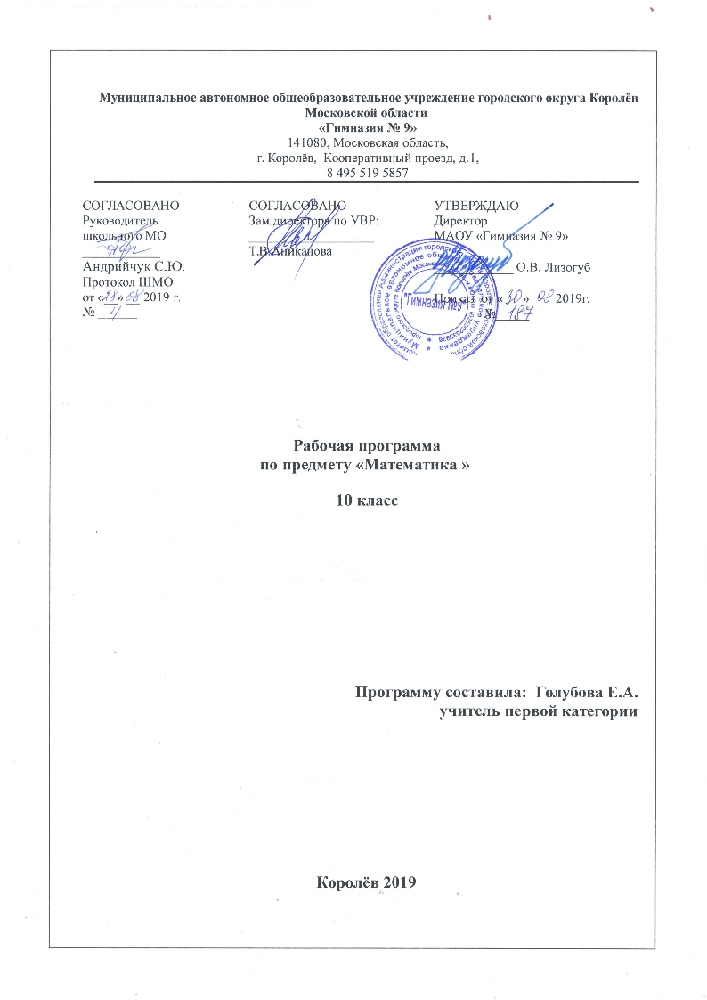 Муниципальное автономное общеобразовательное учреждение городского округа Королёв
Московской области
«Гимназия № 9»
141080, Московская область,
г. Королёв, Кооперативный проезд, д.1,
8 495 519 5857
СОГЛАСОВАНО
Руководитель
школьного МО
Андрийчук С.Ю.
Протокол ШМО
от «28» 08 2019 г.
№ 4
СОГЛАСОВАНО
Зам.директора по УВР:
Т.В.Аниканова
УТВЕРЖДАЮ
Директор
МАОУ «Гимназия № 9»
О.В. Лизогуб
Приказ от «30» 08 2019г.
№ 187
"Гимназия №9"
Рабочая программа
по предмету «Математика »
10 класс
Программу составила: Голубова Е.А.
учитель первой категории
Королёв 2019